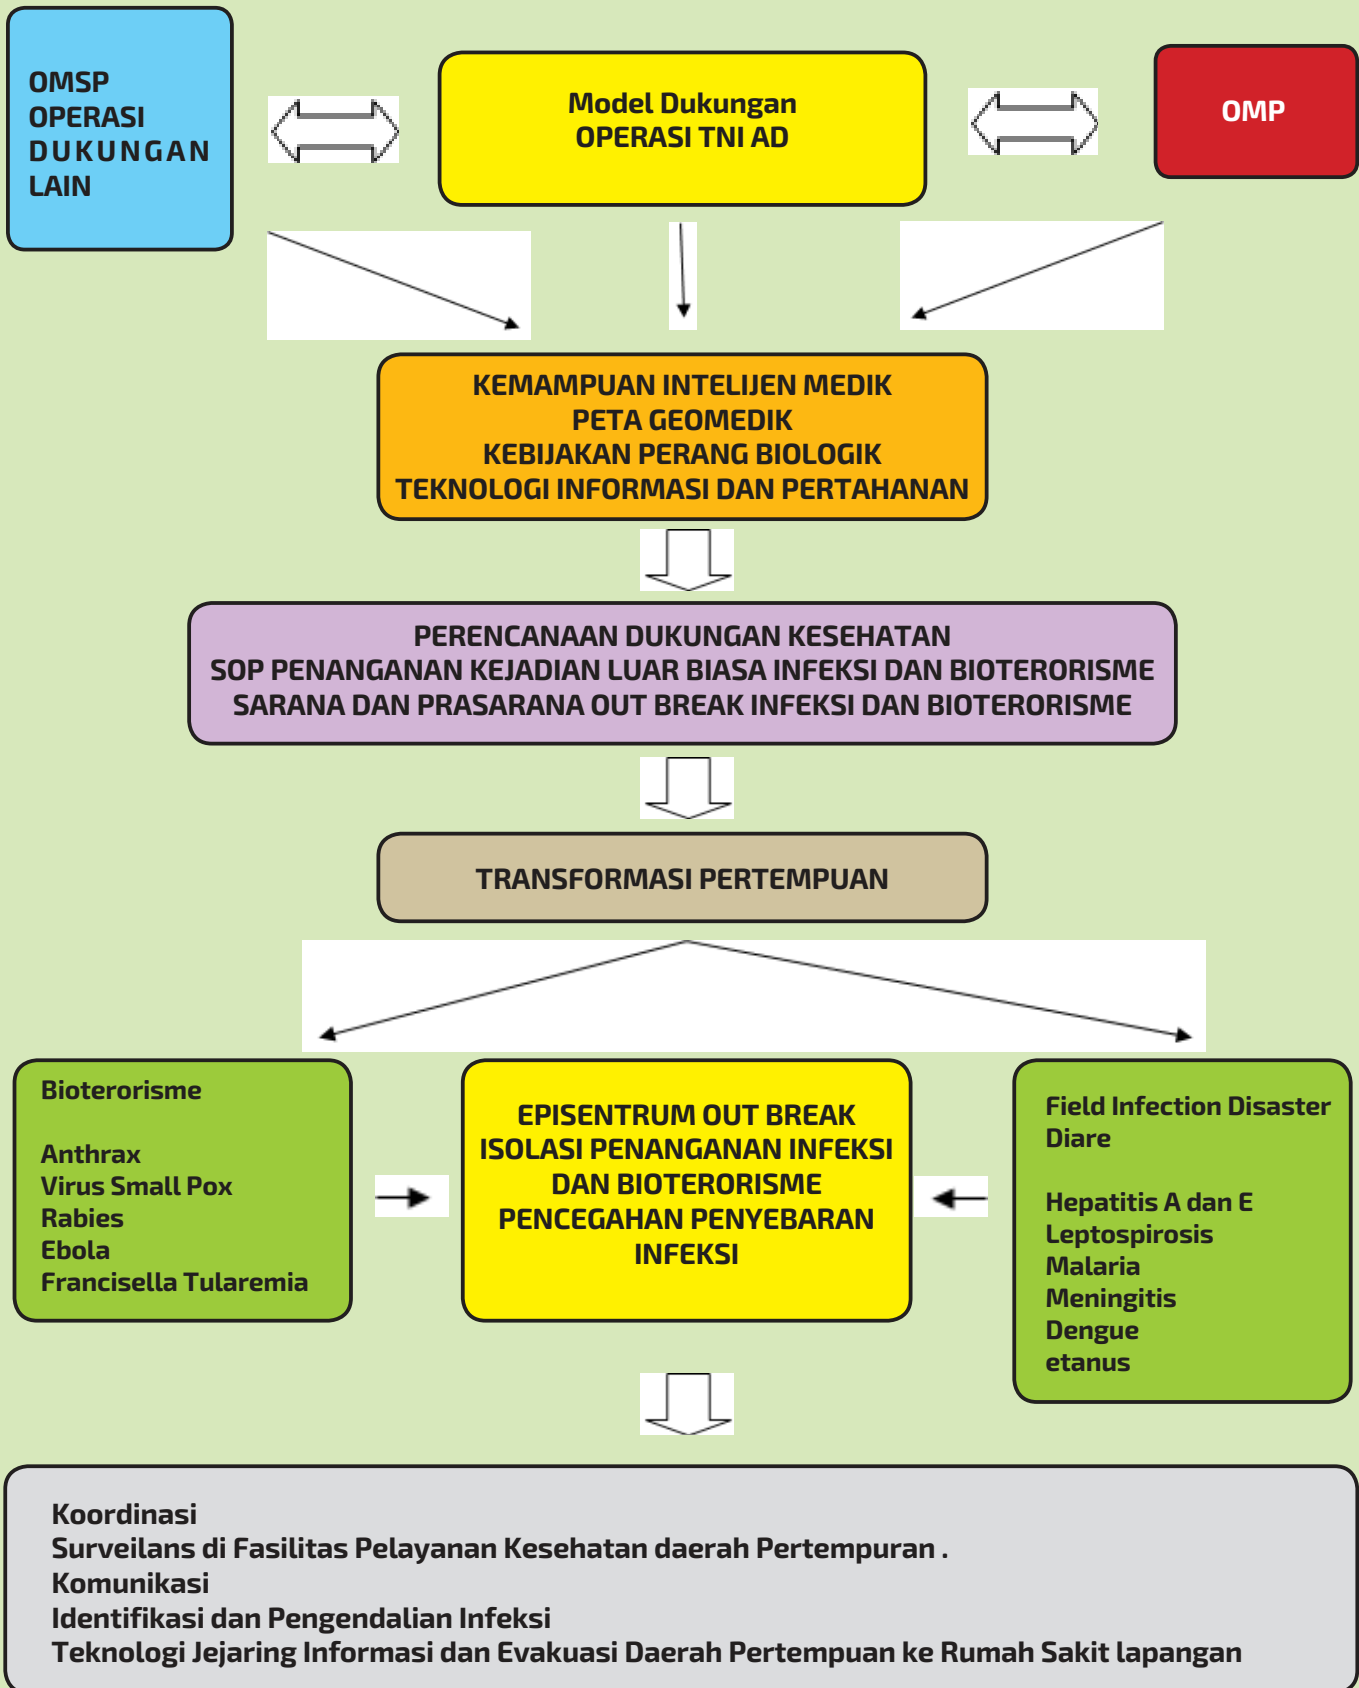 OMSP
OPERASI
DUKUNGAN
LAIN
Model Dukungan
OPERASI TNI AD
OMP
KEMAMPUAN INTELIJEN MEDIK
PETA GEOMEDIK
KEBIJAKAN PERANG BIOLOGIK
TEKNOLOGI INFORMASI DAN PERTAHANAN
PERENCANAAN DUKUNGAN KESEHATAN
SOP PENANGANAN KEJADIAN LUAR BIASA INFEKSI DAN BIOTERORISME
SARANA DAN PRASARANA OUT BREAK INFEKSI DAN BIOTERORISME
TRANSFORMASI PERTEMPUAN
Bioterorisme
Anthrax
Virus Small Pox
Rabies
Ebola
Francisella Tularemia
EPISENTRUM OUT BREAK
ISOLASI PENANGANAN INFEKSI
DAN BIOTERORISME
PENCEGAHAN PENYEBARAN
INFEKSI
Field Infection Disaster
Diare
Hepatitis A dan E
Leptospirosis
Malaria
Meningitis
Dengue
etanus
Koordinasi
Surveilans di Fasilitas Pelayanan Kesehatan daerah Pertempuran .
Komunikasi
Identifikasi dan Pengendalian Infeksi
Teknologi Jejaring Informasi dan Evakuasi Daerah Pertempuan ke Rumah Sakit lapangan